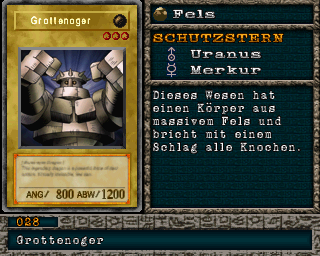 Grottenoger
ANG/ 800 ABW/1200
Fels
SCHUTZSTERN
Uranus
Merkur
Dieses Wesen hat
einen Körper aus
massivem Fels und
bricht mit einem
Schlag alle Knochen.
028
Grottenoger